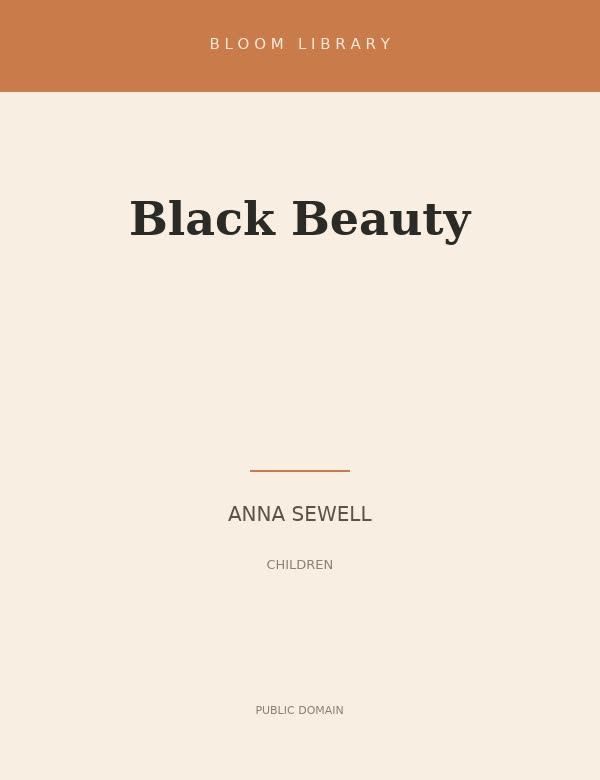 BLOOM LIBRARY
Black Beauty
ANNA SEWELL
CHILDREN
PUBLIC DOMAIN